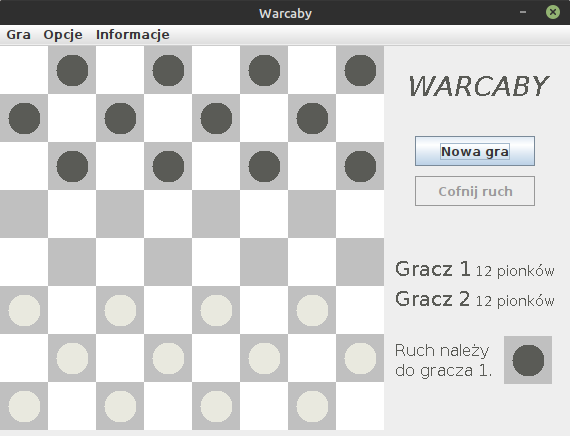 Warcaby
Gra Opcje Informacje
WARCABY
Nowa gra
Cofnij ruch
Gracz 1 12 pionków
Gracz 2 12 pionków
Ruch należy
do gracza 1.